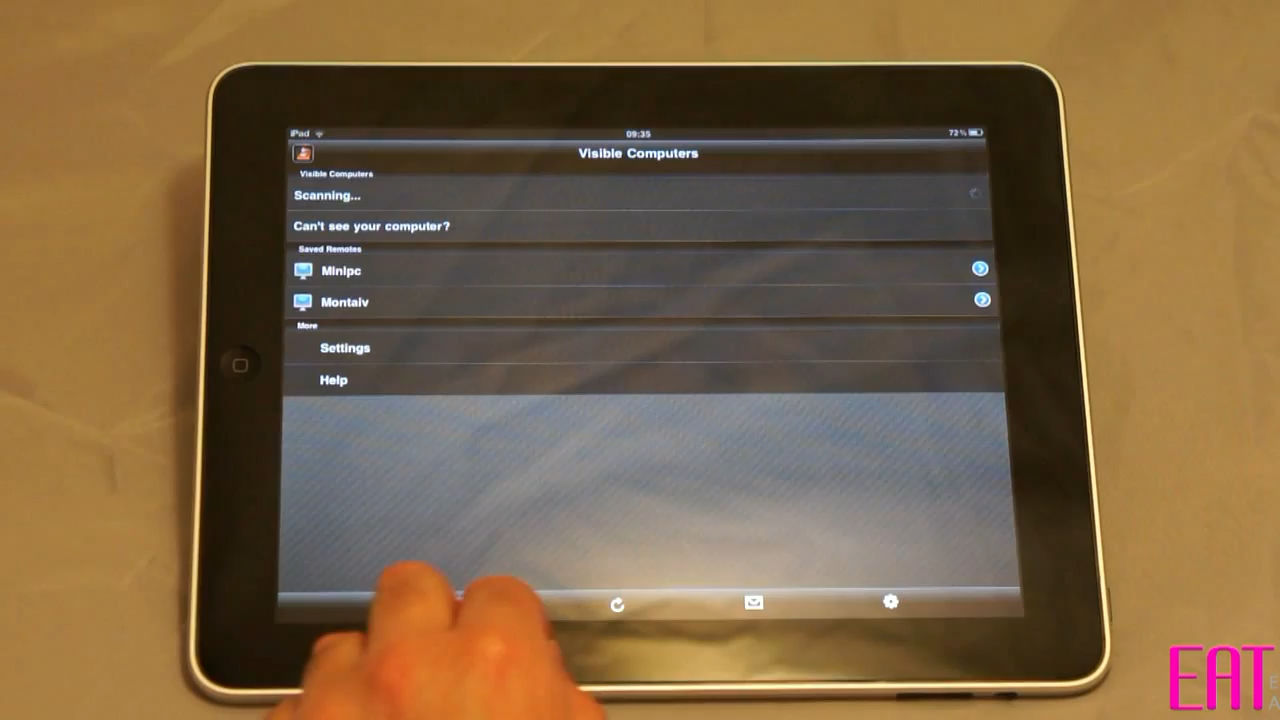 iPad 09:35 72%
Visible Computers
Visible Computers
Scanning...
Can't see your computer?
Saved Remotes
Minipc
Montaiv
More
Settings
Help
EAT